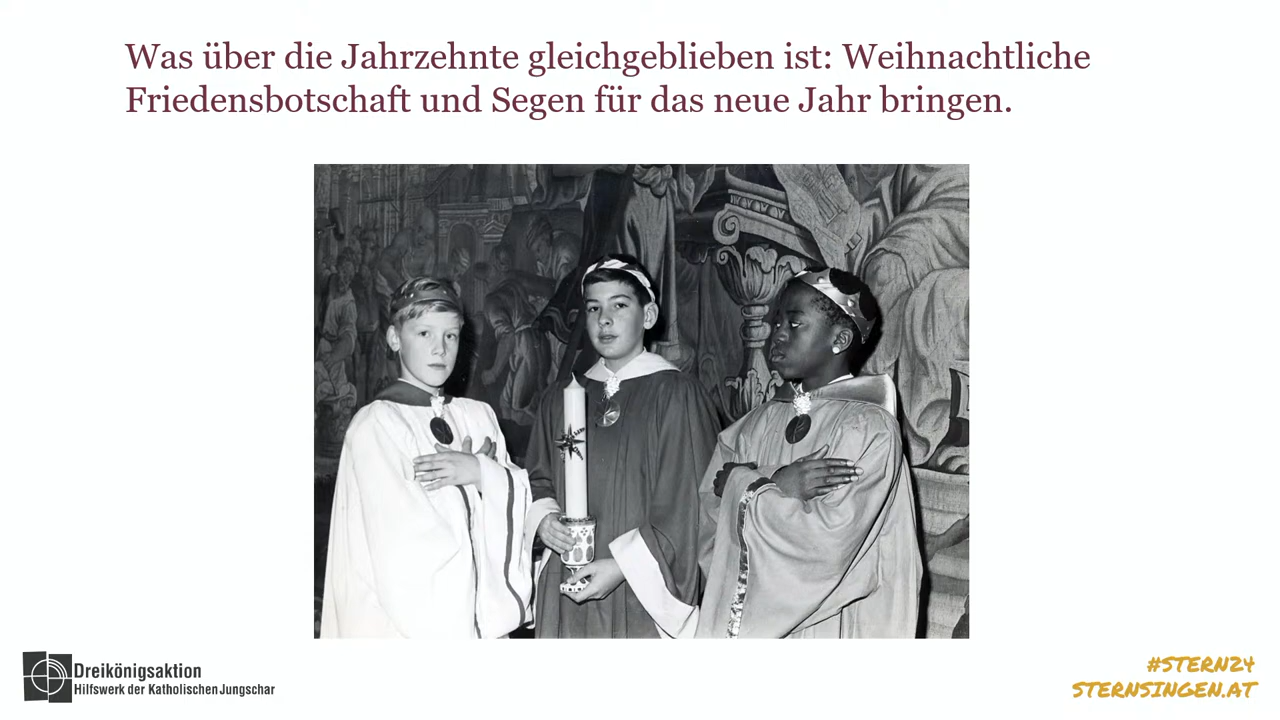 Was über die Jahrzehnte gleichgeblieben ist: Weihnachtliche
Friedensbotschaft und Segen für das neue Jahr bringen.
Dreikönigsaktion
Hilfswerk der Katholischen Jungschar
#STERN24
STERNSINGEN.AT